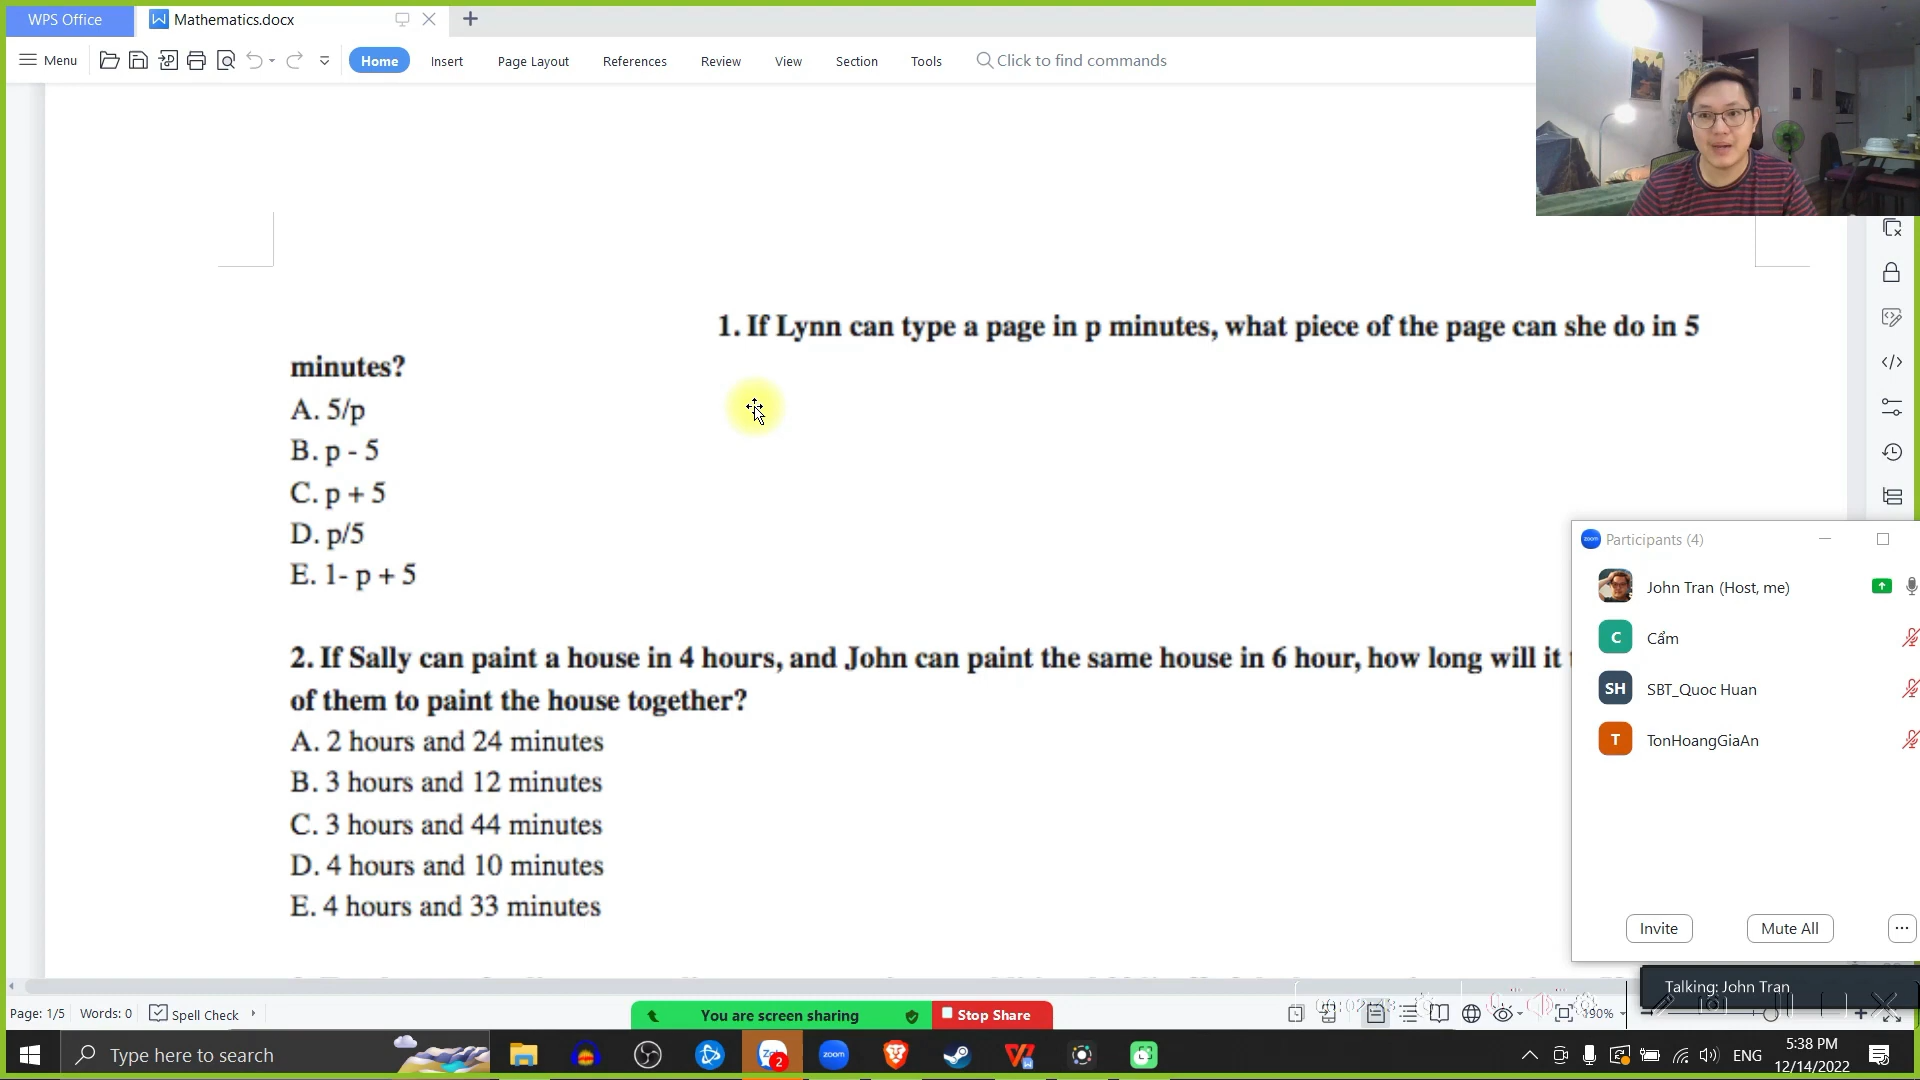 WPS Office
Mathematics.docx
Menu
Home
Insert
Page Layout
References
Review
View
Section
Tools
Click to find commands
1. If Lynn can type a page in p minutes, what piece of the page can she do in 5
minutes?
A. 5/p
B. p - 5
C. p + 5
D. p/5
E. 1- p + 5
2. If Sally can paint a house in 4 hours, and John can paint the same house in 6 hour, how long will it
of them to paint the house together?
A. 2 hours and 24 minutes
B. 3 hours and 12 minutes
C. 3 hours and 44 minutes
D. 4 hours and 10 minutes
E. 4 hours and 33 minutes
zoom
Participants (4)
John Tran (Host, me)
C
Cẩm
SH
SBT_Quoc Huan
T
TonHoangGiaAn
Invite
Mute All
Talking: John Tran
Page: 1/5
Words: 0
Spell Check
You are screen sharing
Stop Share
190%
Type here to search
2
zoom
ENG
5:38 PM
12/14/2022